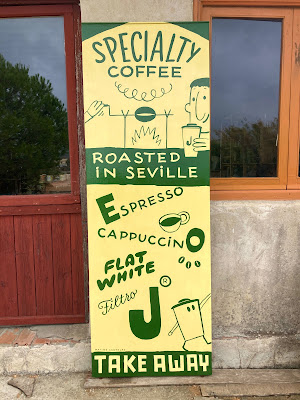 SPECIALTY
COFFEE
J
ROASTED
IN SEVILLE
ESPRESSO
CAPPUCCINO
FLAT
WHITE
Filtro
J®
TAKE AWAY